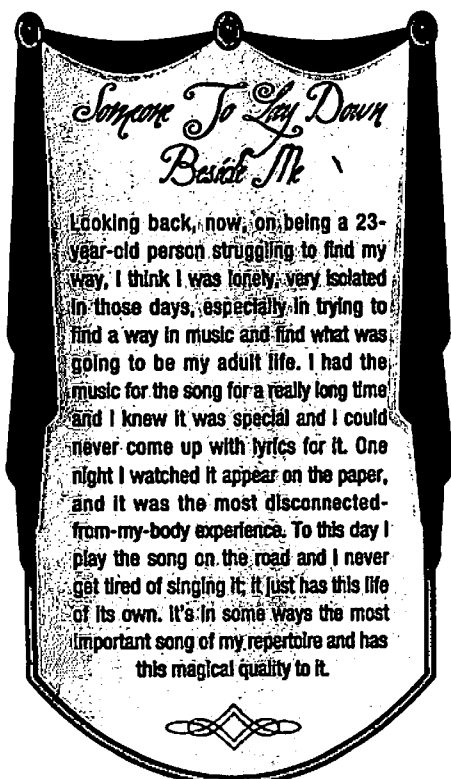 Someone To Lay Down
Beside Me
Looking back, now, on being a 23-
year-old person struggling to find my
way, I think I was lonely, very isolated
in those days, especially in trying to
find a way in music and find what was
going to be my adult life. I had the
music for the song for a really long time
and I knew it was special and I could
never come up with lyrics for it. One
night I watched it appear on the paper,
and it was the most disconnected-
from-my-body experience. To this day I
play the song on the road and I never
get tired of singing it; it just has this life
of its own. It's in some ways the most
important song of my repertoire and has
this magical quality to it.